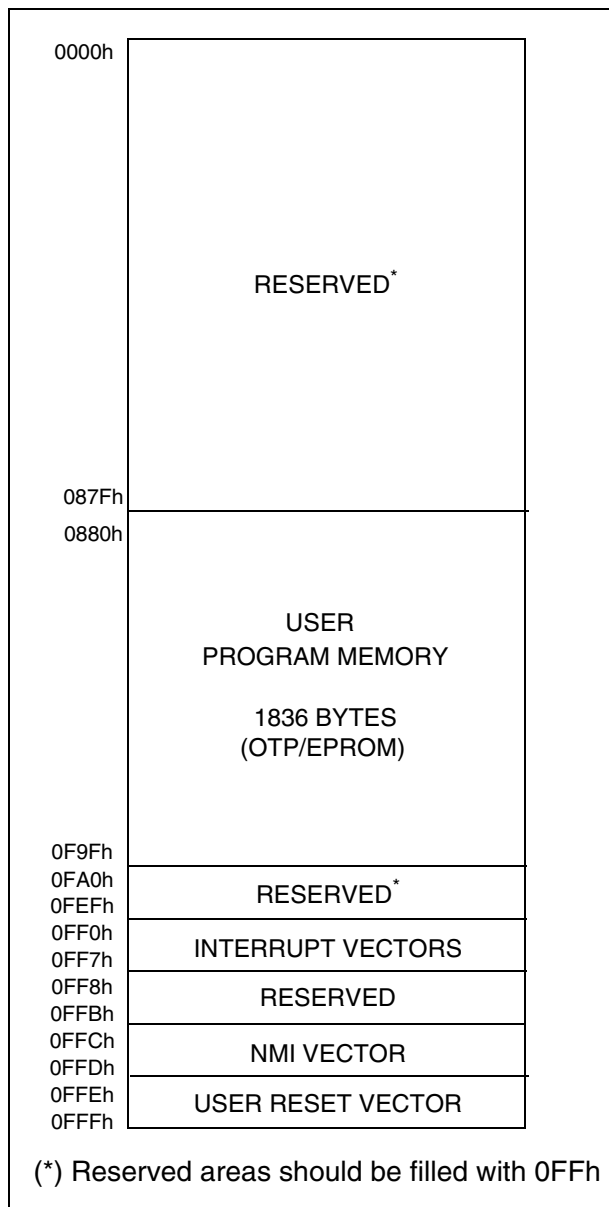 0000h
RESERVED*
087Fh
0880h
USER
PROGRAM MEMORY
1836 BYTES
(OTP/EPROM)
0F9Fh
0FA0h
RESERVED*
0FEFh
0FF0h
INTERRUPT VECTORS
0FF7h
0FF8h
RESERVED
0FFBh
0FFCh
NMI VECTOR
0FFDh
0FFEh
USER RESET VECTOR
0FFFh
(*) Reserved areas should be filled with 0FFh